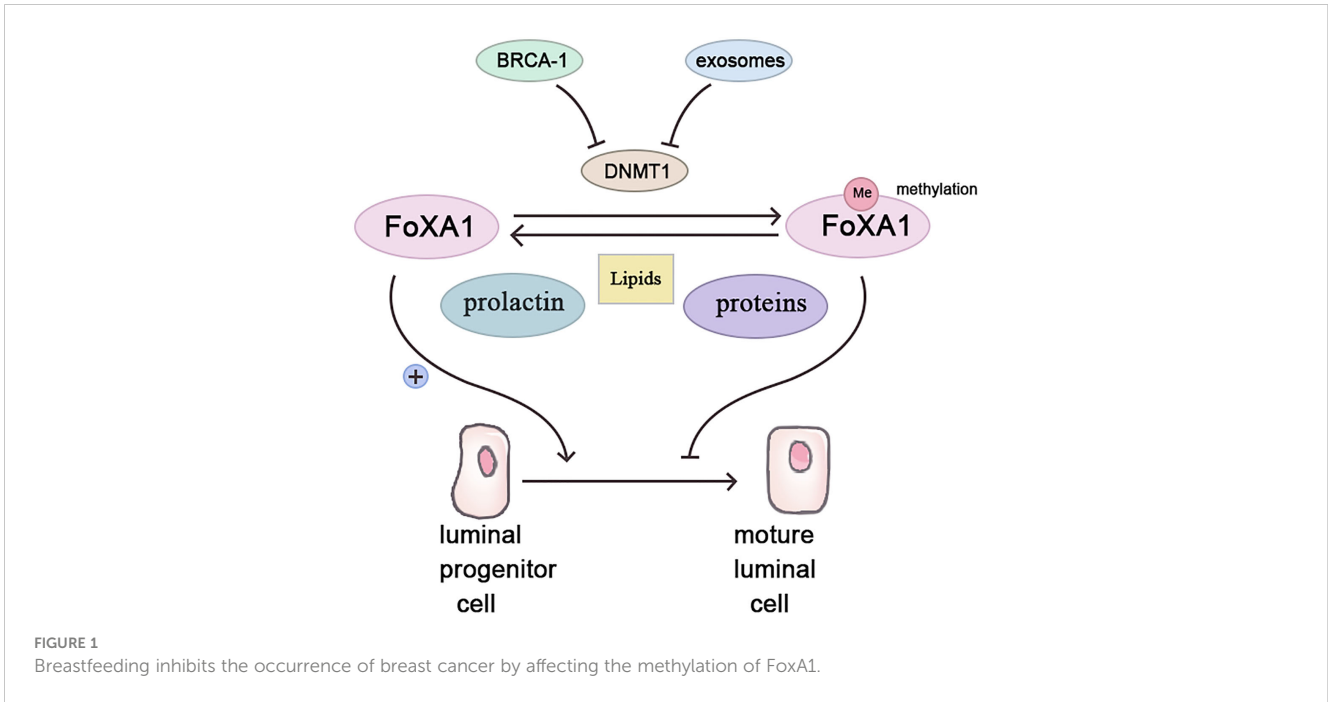 BRCA-1
exosomes
DNMT1
Me
methylation
FoXA1
FoXA1
Lipids
prolactin
proteins
+
luminal
progenitor
cell
moture
luminal
cell
FIGURE 1
Breastfeeding inhibits the occurrence of breast cancer by affecting the methylation of FoxA1.